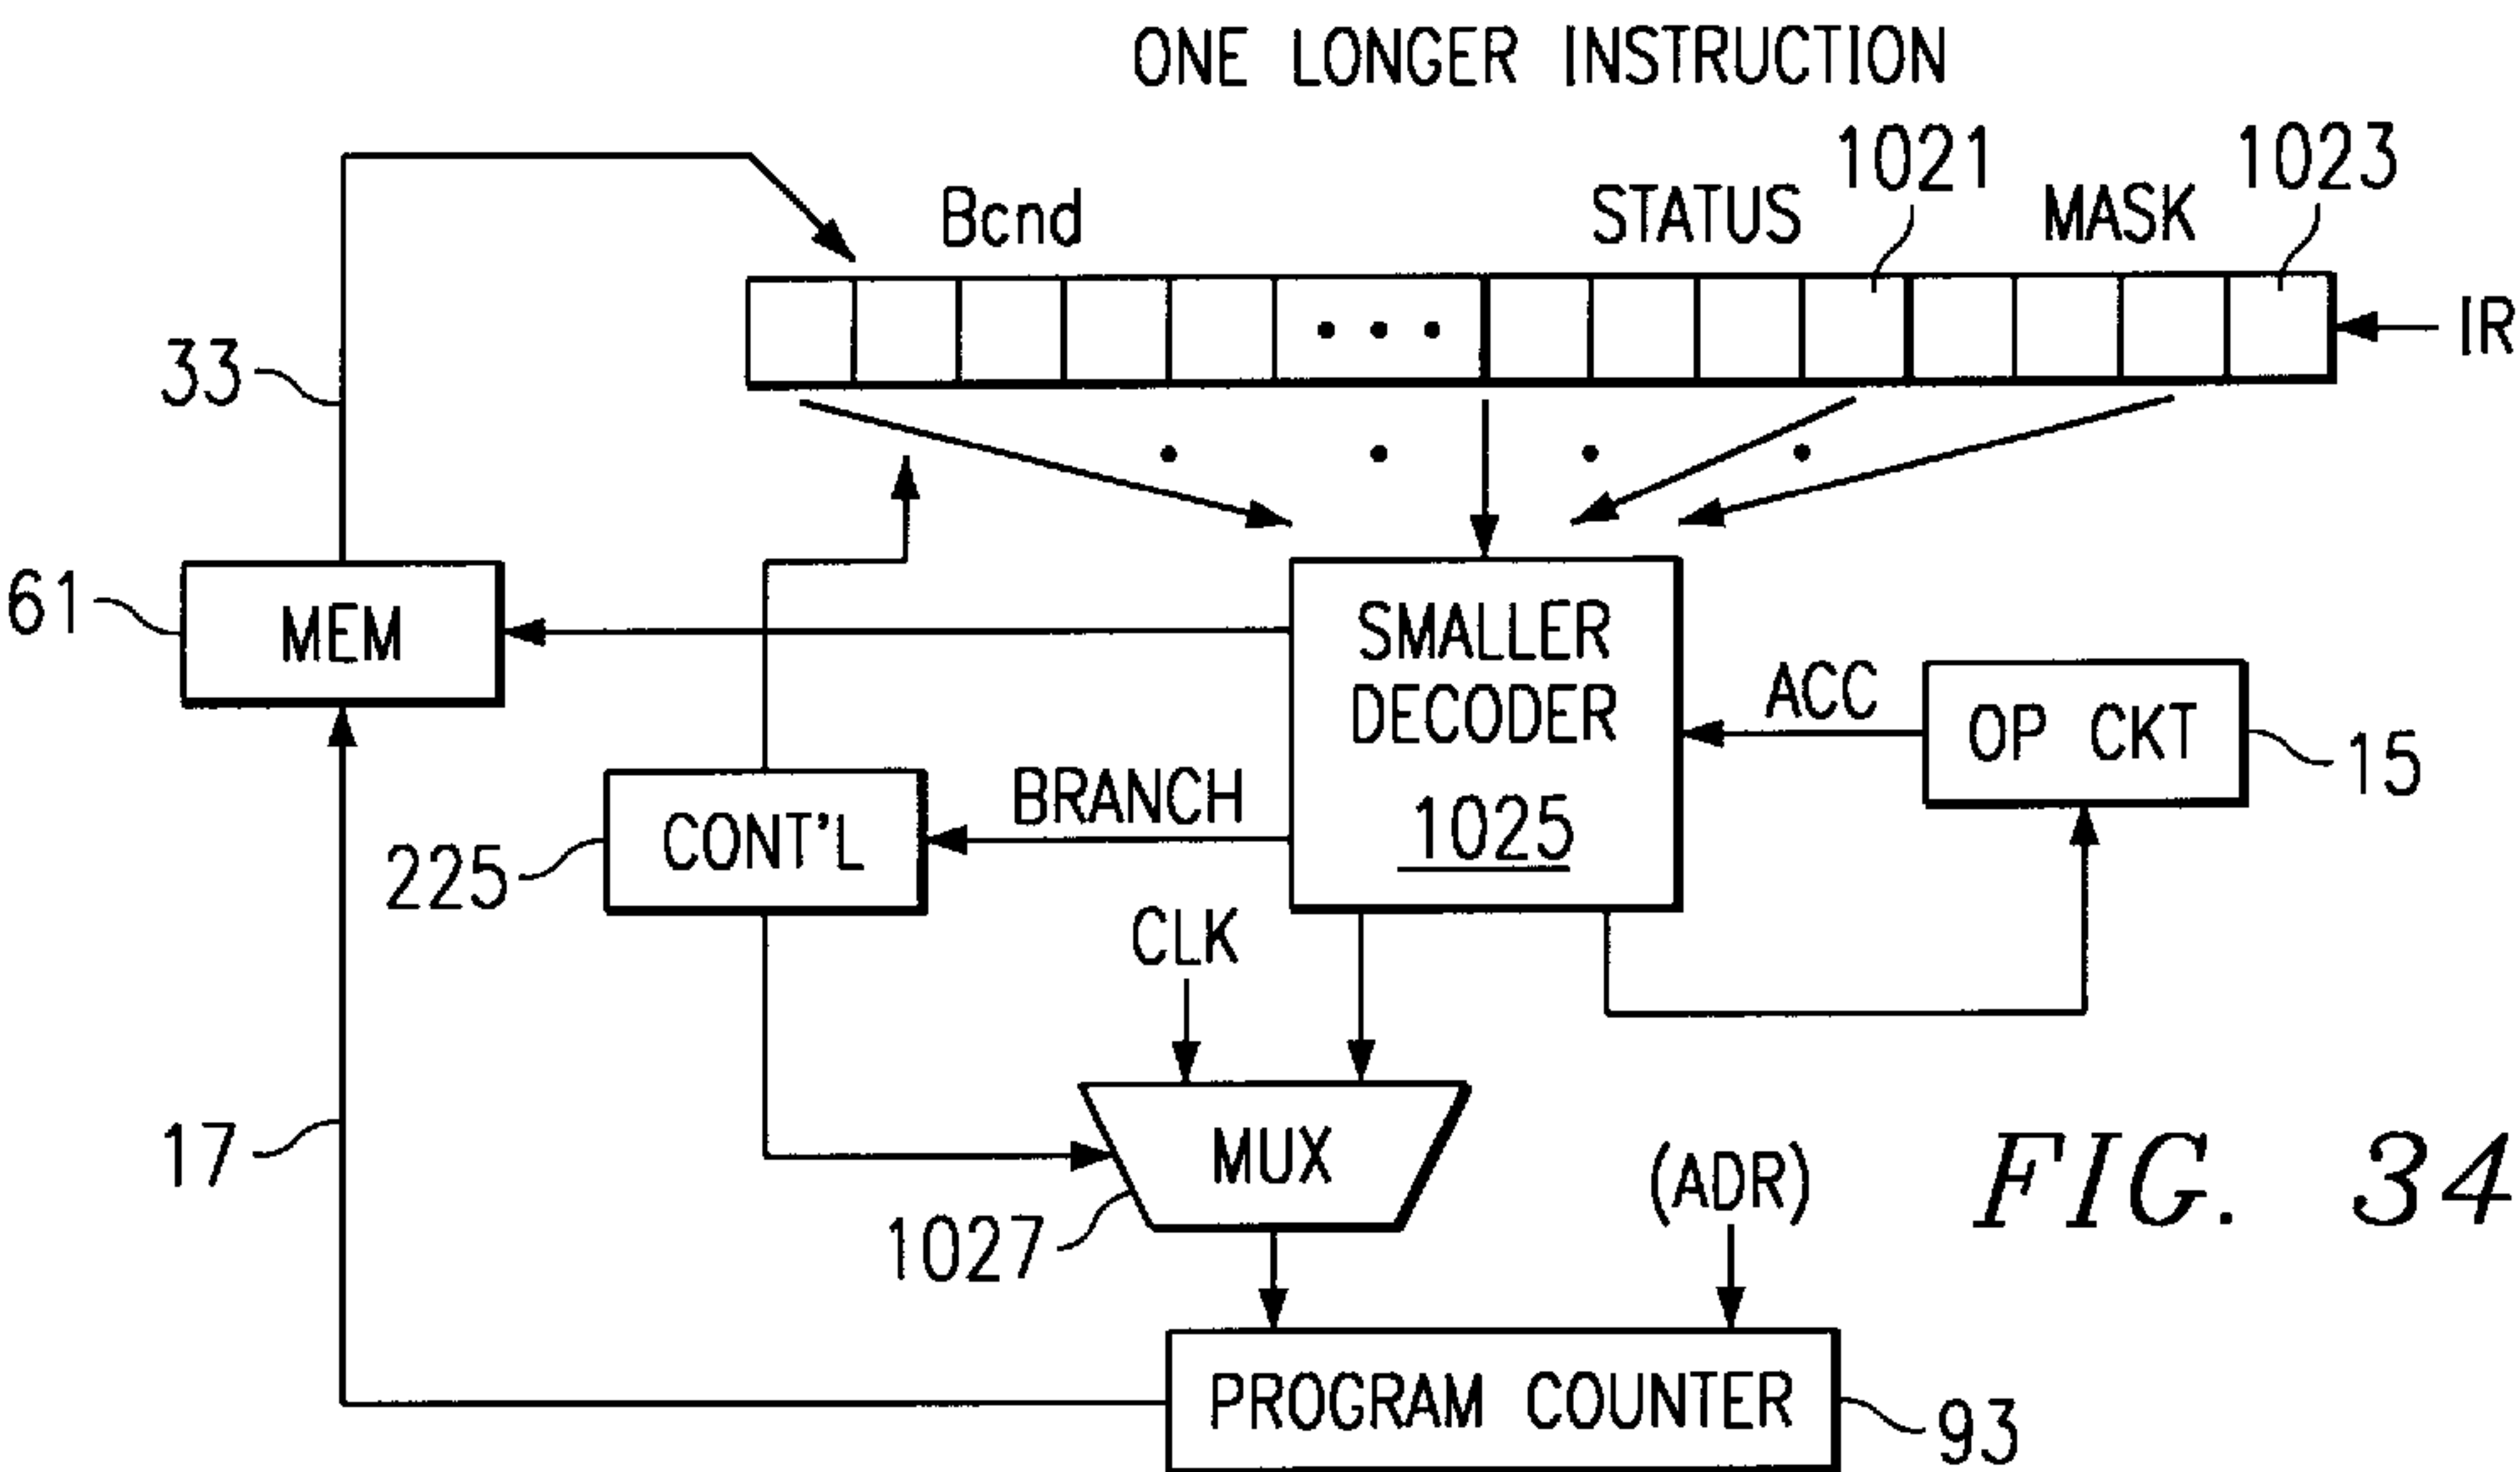 ONE LONGER INSTRUCTION
1021
1023
Bcnd
STATUS
MASK
IR
33
61
MEM
SMALLER
DECODER
1025
ACC
OP CKT
15
BRANCH
CONT'L
225
CLK
17
MUX
1027
(ADR)
FIG. 34
PROGRAM COUNTER
93